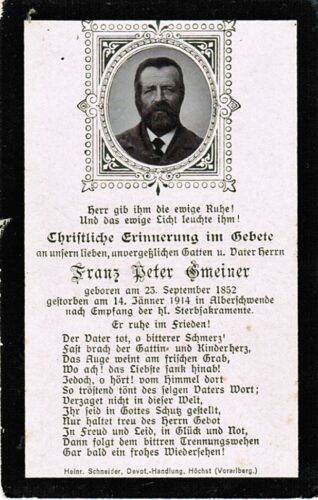 Herr gib ihm die ewige Ruhe!
Und das ewige Licht leuchte ihm!
Christliche Erinnerung im Gebete
an unsern lieben, unvergeßlichen Gatten u. Vater Herrn
Franz Peter Gmeiner
geboren am 23. September 1852
gestorben am 14. Jänner 1914 in Alberschwende
nach Empfang der hl. Sterbsakramente.
Er ruhe im Frieden!
Der Vater tot, o bitterer Schmerz!
Fast brach der Gattin- und Kinderherz,
Das Auge weint am frischen Grab,
Wo ach! das Liebste sank hinab!
Jedoch, o hört! vom Himmel dort
So tröstend tönt des selgen Vaters Wort;
Verzaget nicht in dieser Welt,
Ihr seid in Gottes Schutz gestellt,
Nur haltet treu des Herrn Gebot
In Freud und Leid, in Glück und Not,
Dann folgt dem bittren Trennungswehen
Gar bald ein frohes Wiedersehen!
Heinr. Schneider, Devot.-Handlung, Höchst (Vorarlberg.)